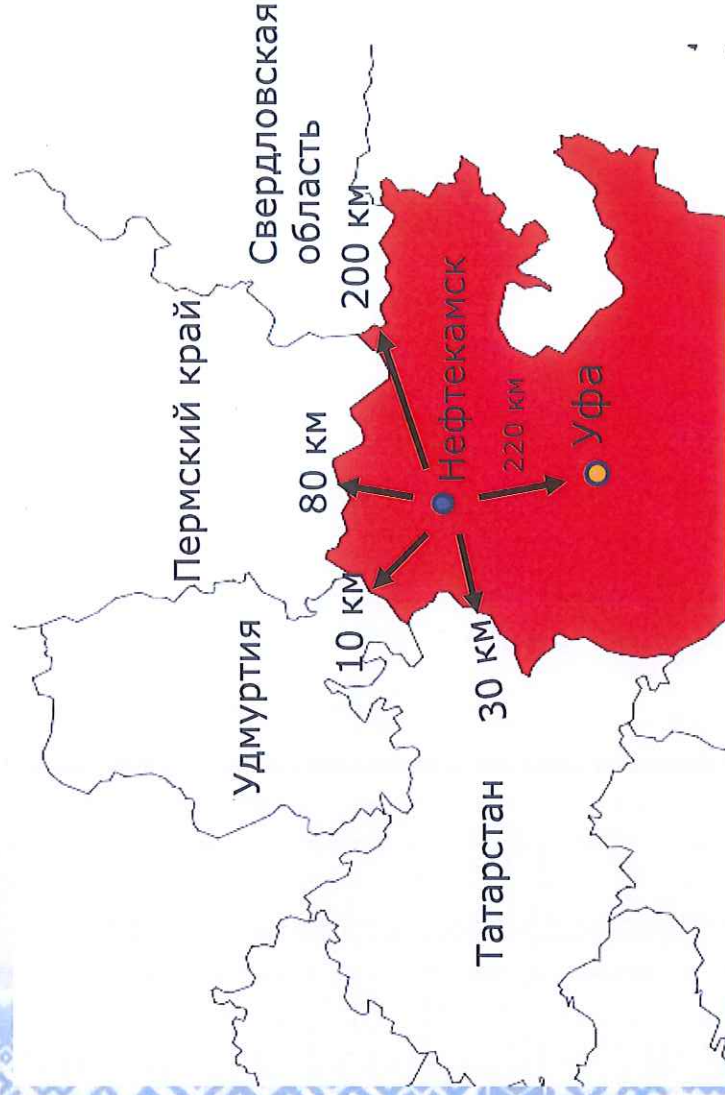 Пермский край
Свердловская
область
Удмуртия
80 км
10 км
200 км
Нефтекамск
Татарстан
30 км
220 км
Уфа